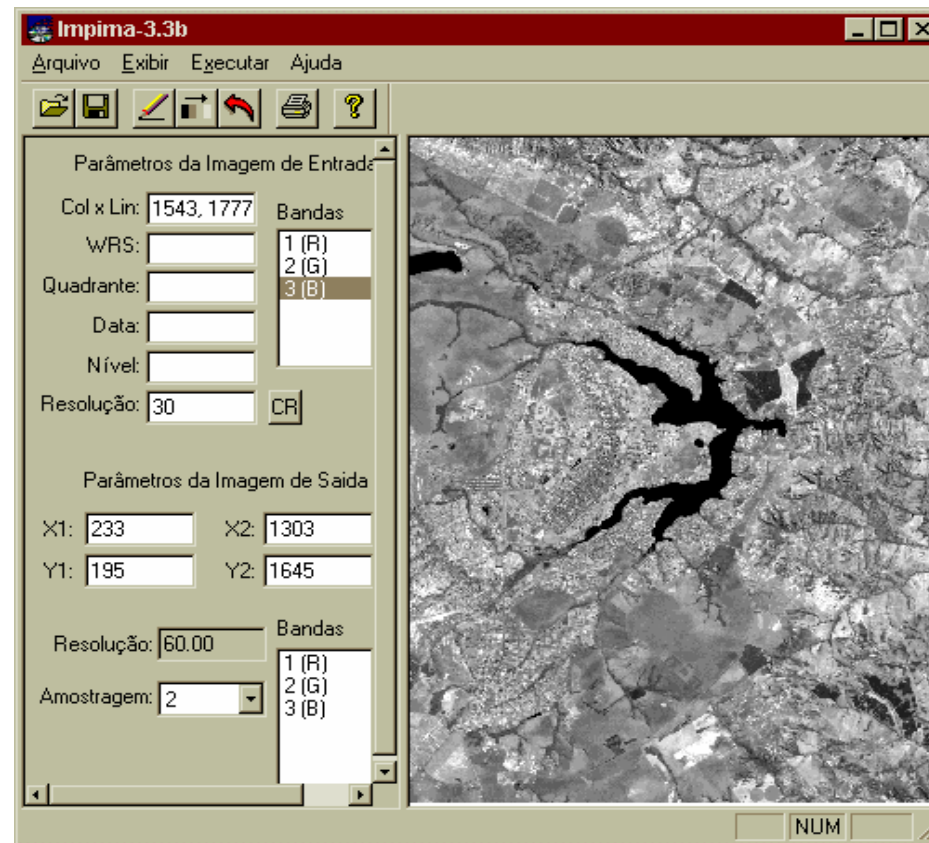 Impima-3.3b
Arquivo Exibir Executar Ajuda
Parâmetros da Imagem de Entrada
Col x Lin: 1543, 1777
Bandas
1 (R)
2 (G)
3 (B)
WRS:
Quadrante:
Data:
Nível:
Resolução: 30
CR
Parâmetros da Imagem de Saida
X1: 233 X2: 1303
Y1: 195 Y2: 1645
Resolução: 60.00
Bandas
1 (R)
2 (G)
3 (B)
Amostragem: 2
NUM